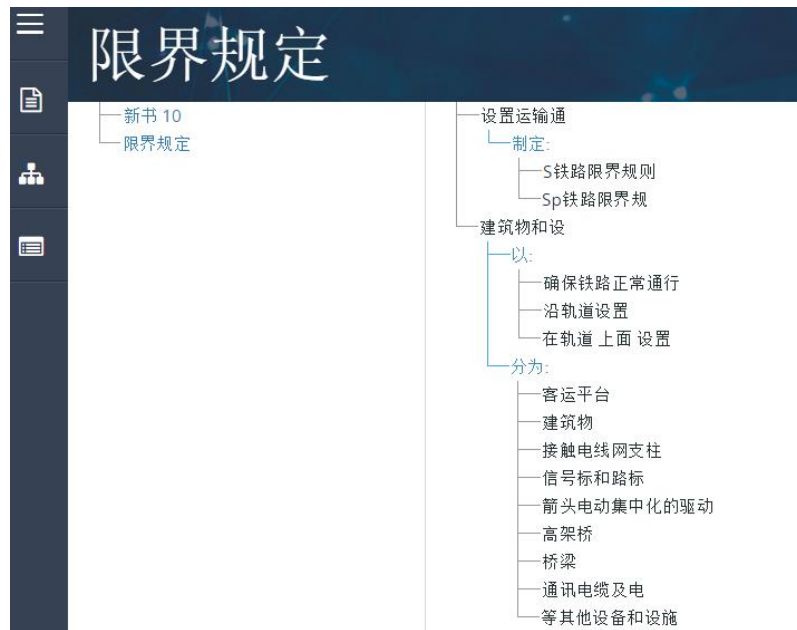 限界规定
新书 10
限界规定
设置运输通
制定:
S铁路限界规则
Sp铁路限界规
建筑物和设
以:
确保铁路正常通行
沿轨道设置
在轨道 上面 设置
分为:
客运平台
建筑物
接触电线网支柱
信号标和路标
箭头电动集中化的驱动
高架桥
桥梁
通讯电缆及电
等其他设备和设施